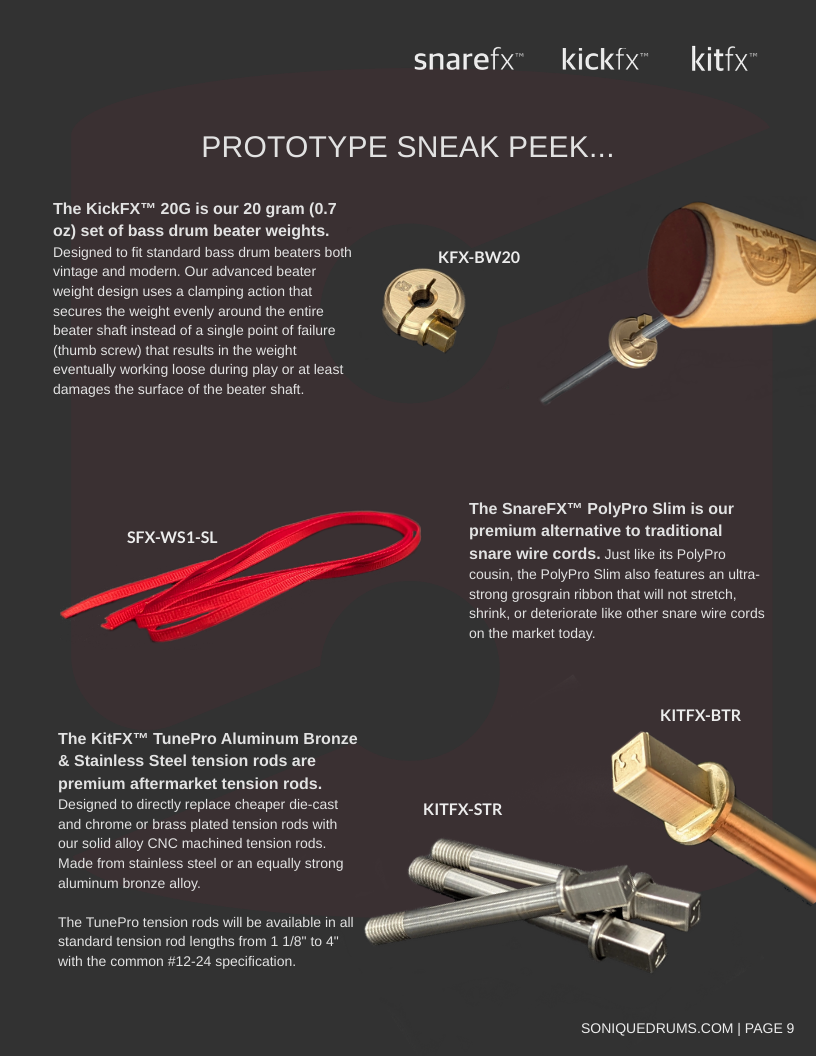 snarefx™ kickfx™ kitfx™
PROTOTYPE SNEAK PEEK...
The KickFX™ 20G is our 20 gram (0.7
oz) set of bass drum beater weights.
Designed to fit standard bass drum beaters both
vintage and modern. Our advanced beater
weight design uses a clamping action that
secures the weight evenly around the entire
beater shaft instead of a single point of failure
(thumb screw) that results in the weight
eventually working loose during play or at least
damages the surface of the beater shaft.
KFX-BW20
SFX-WS1-SL
The SnareFX™ PolyPro Slim is our
premium alternative to traditional
snare wire cords. Just like its PolyPro
cousin, the PolyPro Slim also features an ultra-
strong grosgrain ribbon that will not stretch,
shrink, or deteriorate like other snare wire cords
on the market today.
The KitFX™ TunePro Aluminum Bronze
& Stainless Steel tension rods are
premium aftermarket tension rods.
Designed to directly replace cheaper die-cast
and chrome or brass plated tension rods with
our solid alloy CNC machined tension rods.
Made from stainless steel or an equally strong
aluminum bronze alloy.
The TunePro tension rods will be available in all
standard tension rod lengths from 1 1/8" to 4"
with the common #12-24 specification.
KITFX-BTR
KITFX-STR
SONIQUEDRUMS.COM | PAGE 9